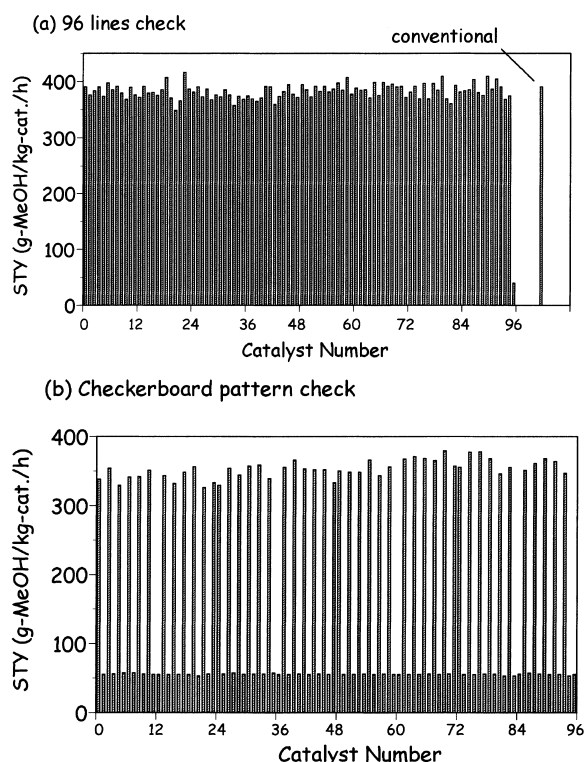 (a) 96 lines check
conventional
400
300
200
100
0
STY (g-MeOH/kg-cat./h)
0 12 24 36 48 60 72 84 96
Catalyst Number
(b) Checkerboard pattern check
400
300
200
100
0
STY (g-MeOH/kg-cat./h)
0 12 24 36 48 60 72 84 96
Catalyst Number